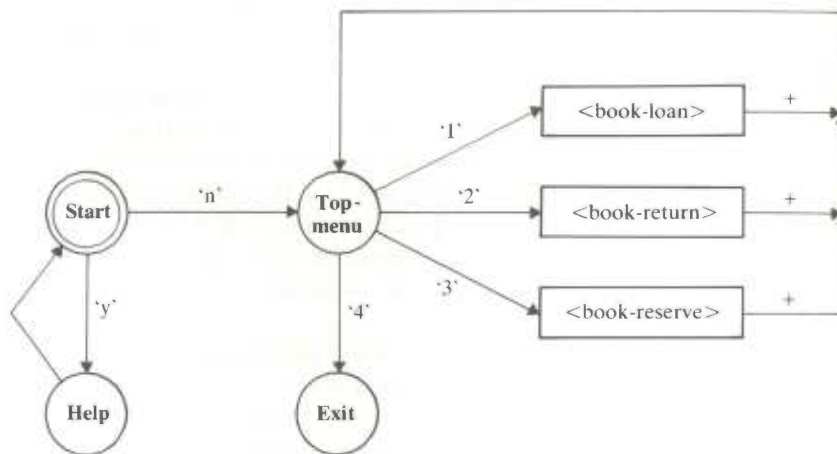 <book-loan>
+
'1'
Start
'n'
Top-
menu
'2'
<book-return>
+
'3'
<book-reserve>
+
'y'
'4'
Help
Exit